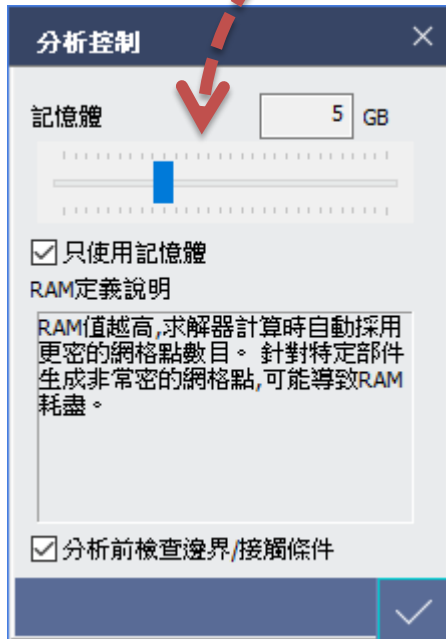 分析控制
記憶體 5 GB
只使用記憶體
RAM定義說明
RAM值越高,求解器計算時自動採用
更密的網格點數目。 針對特定部件
生成非常密的網格點,可能導致RAM
耗盡。
分析前檢查邊界/接觸條件